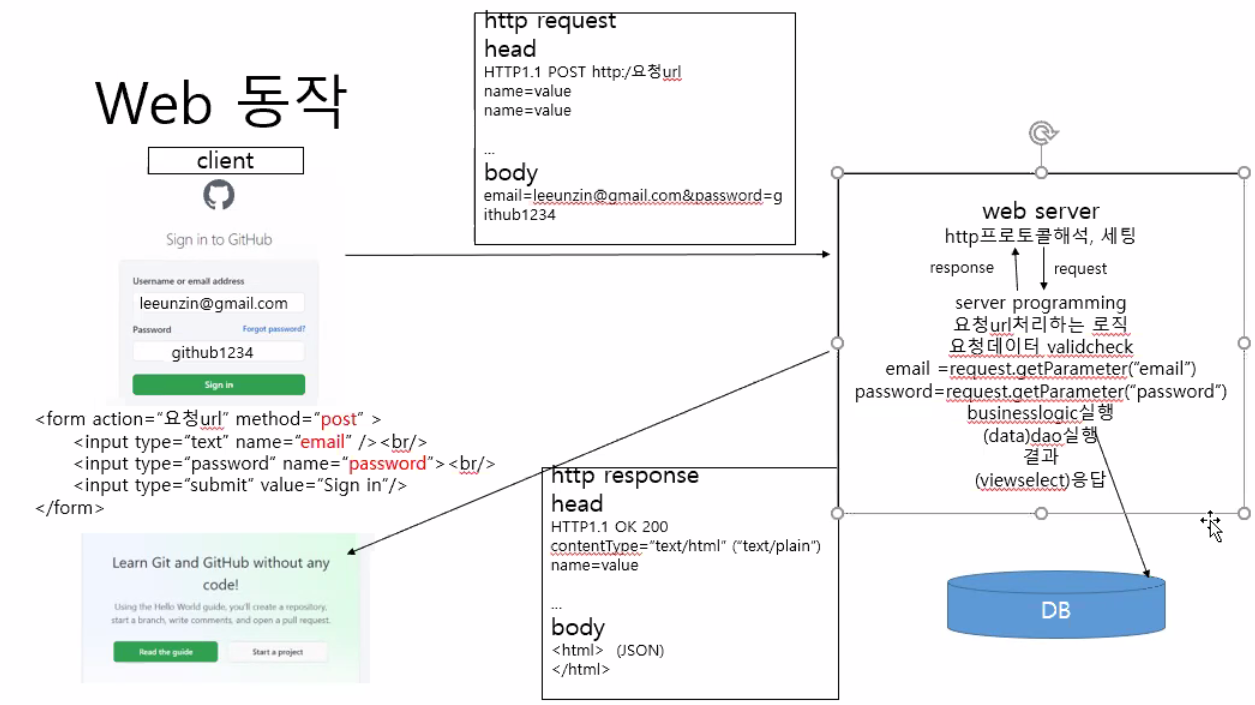 Web 동작
client
Sign in to GitHub
Username or email address
leeunzin@gmail.com
Password Forgot password?
github1234
Sign in
<form action="요청url" method="post" >
<input type="text" name="email" /><br/>
<input type="password" name="password"><br/>
<input type="submit" value="Sign in"/>
</form>
Learn Git and GitHub without any
code!
Using the Hello World guide, you'll create a repository,
start a branch, write comments, and open a pull request.
Read the guide Start a project
http request
head
HTTP1.1 POST http:/요청url
name=value
name=value
...
body
email=leeunzin@gmail.com&password=g
ithub1234
web server
http프로토콜해석, 세팅
response request
server programming
요청url처리하는 로직
요청데이터 validcheck
email =request.getParameter("email")
password=request.getParameter("password")
businesslogic실행
(data)dao실행
결과
(viewselect)응답
http response
head
HTTP1.1 OK 200
contentType="text/html" ("text/plain")
name=value
...
body
<html> (JSON)
</html>
DB